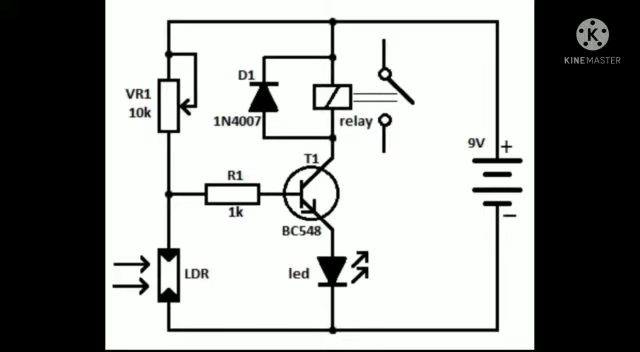 K
KINEMASTER
D1
VR1
10k
1N4007
relay
9V
+
T1
R1
1k
BC548
LDR
led
−